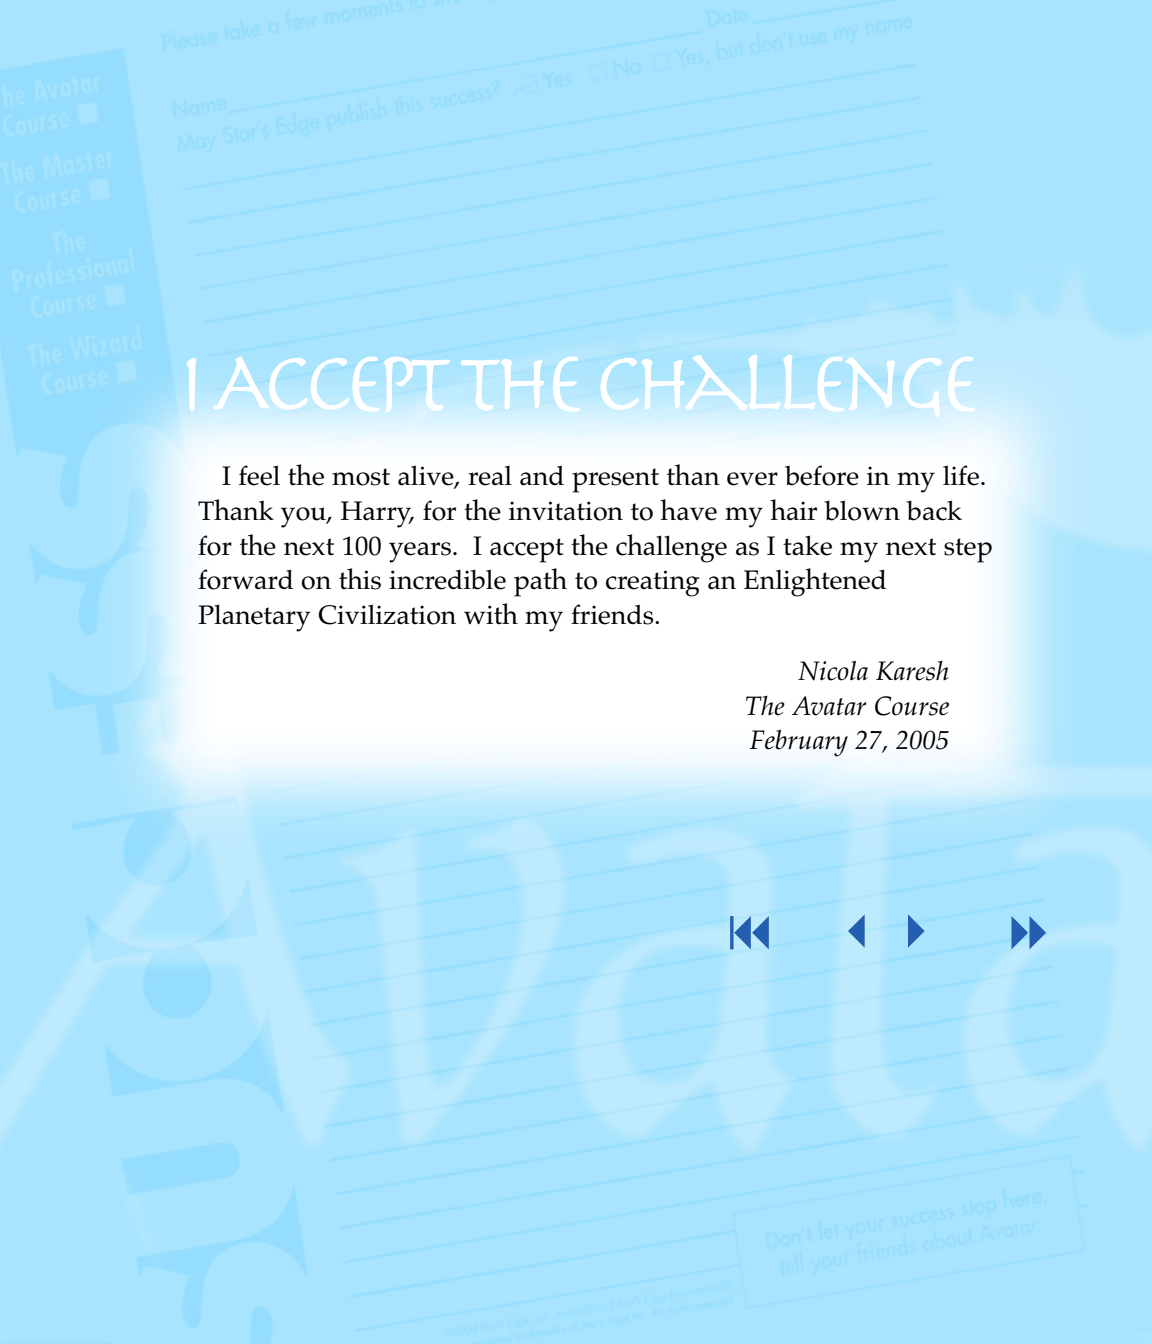 Please take a few moments to
Date
Name
May Star's Edge publish this success? Yes No Yes, but don't use my name
The Avatar
Course
The Master
Course
The
Professional
Course
The Wizard
Course
I ACCEPT THE CHALLENGE
I feel the most alive, real and present than ever before in my life.
Thank you, Harry, for the invitation to have my hair blown back
for the next 100 years.  I accept the challenge as I take my next step
forward on this incredible path to creating an Enlightened
Planetary Civilization with my friends.
Nicola Karesh
The Avatar Course
February 27, 2005
Avata
Don't let your success stop here,
tell your friends about Avatar.